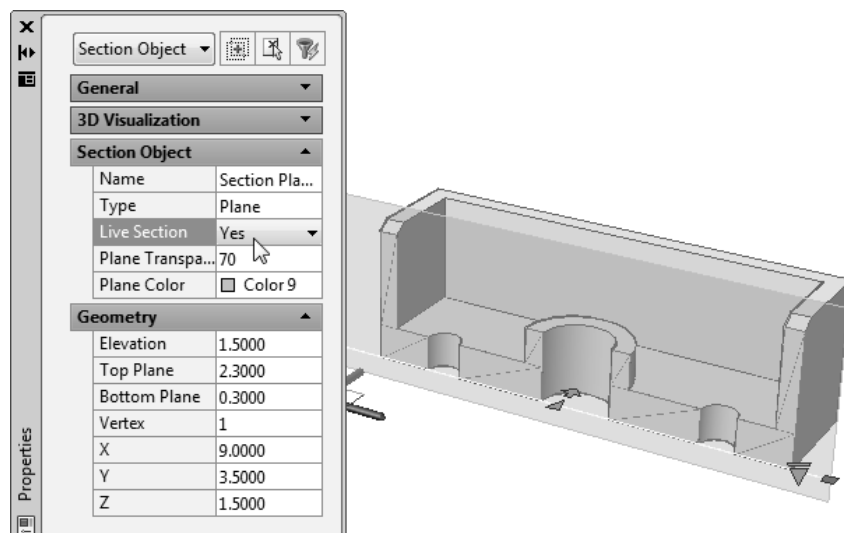 Section Object
General
3D Visualization
Section Object
Name Section Pla...
Type Plane
Live Section Yes
Plane Transpa... 70
Plane Color Color 9
Geometry
Elevation 1.5000
Top Plane 2.3000
Bottom Plane 0.3000
Vertex 1
X 9.0000
Y 3.5000
Z 1.5000
Properties